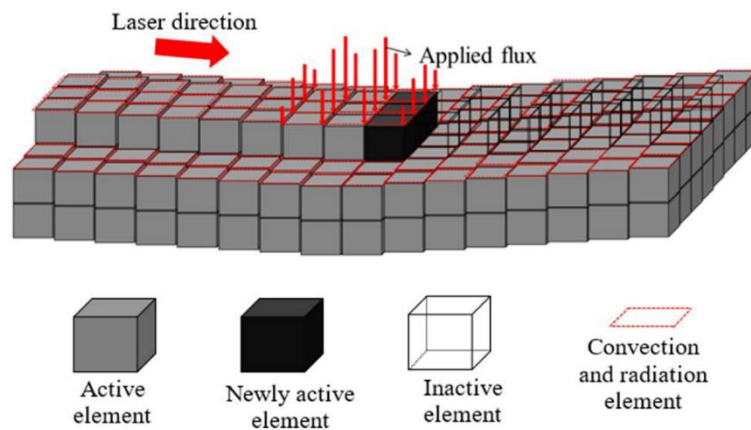 Laser direction
Applied flux
Active
element
Newly active
element
Inactive
element
Convection
and radiation
element